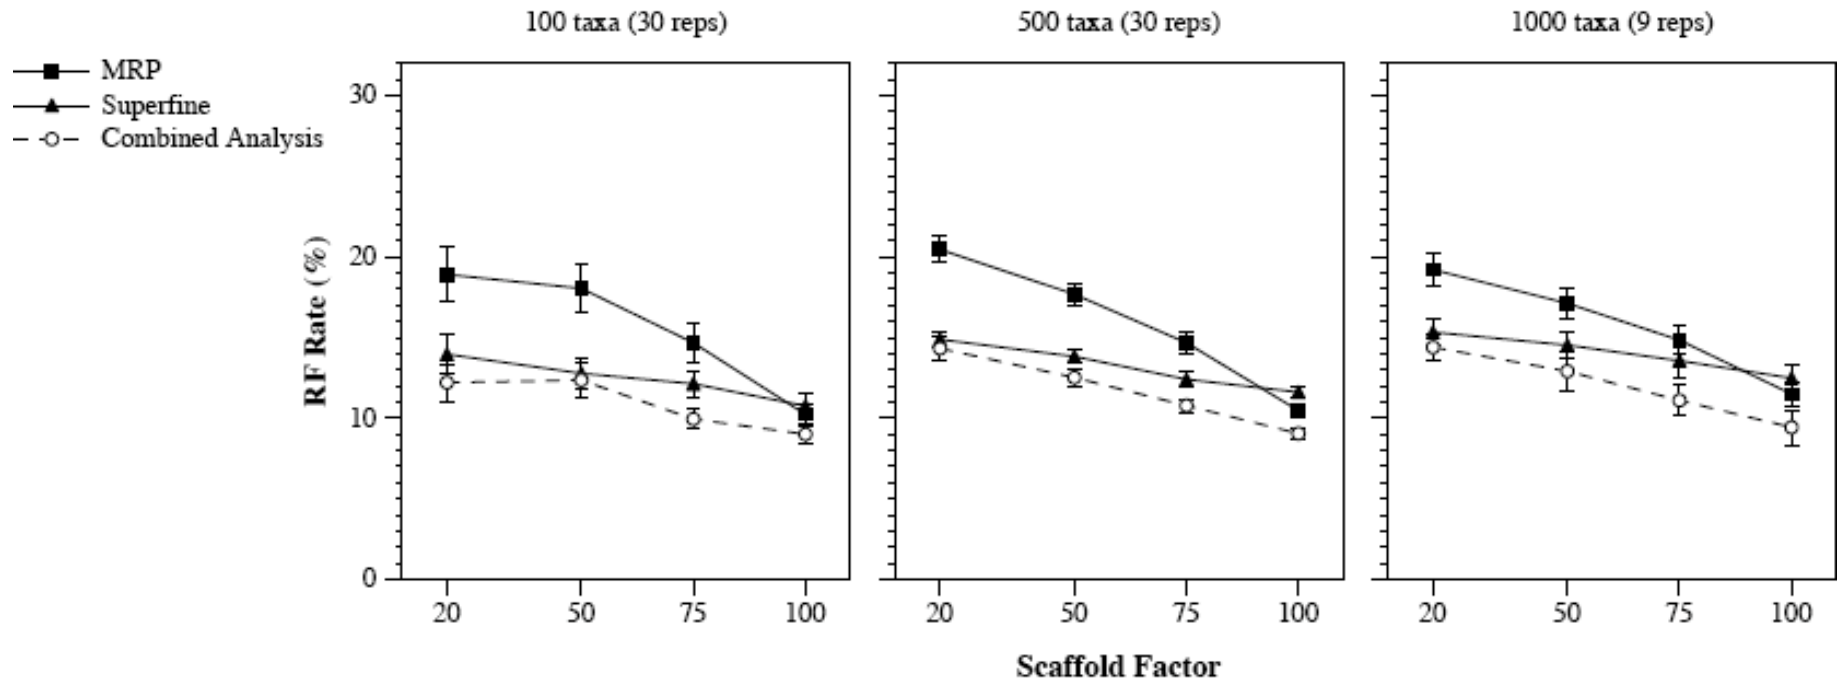 100 taxa (30 reps)
500 taxa (30 reps)
1000 taxa (9 reps)
MRP
Superfine
Combined Analysis
RF Rate (%)
30
20
10
0
20 50 75 100
20 50 75 100
20 50 75 100
Scaffold Factor